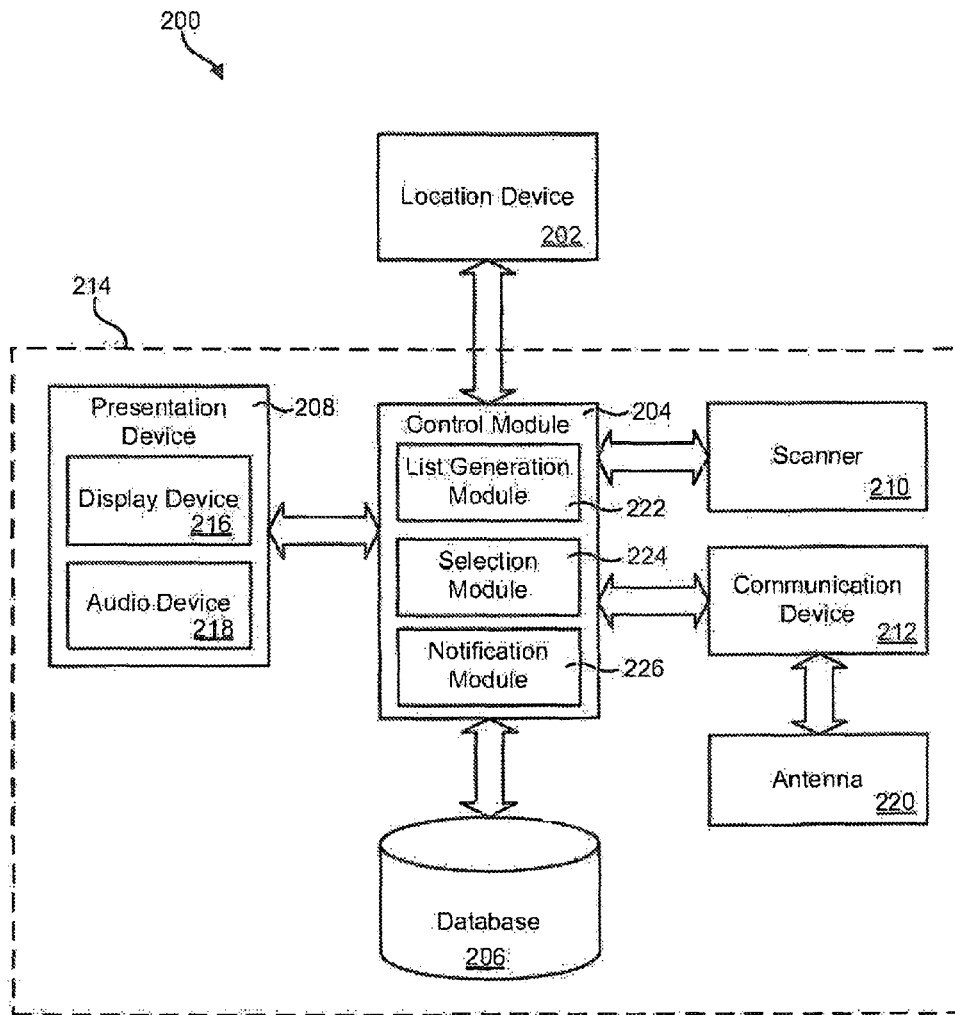 200
Location Device
202
214
Presentation
Device
208
Display Device
216
Audio Device
218
Control Module
204
List Generation
Module
222
Selection
Module
224
Notification
Module
226
Scanner
210
Communication
Device
212
Antenna
220
Database
206